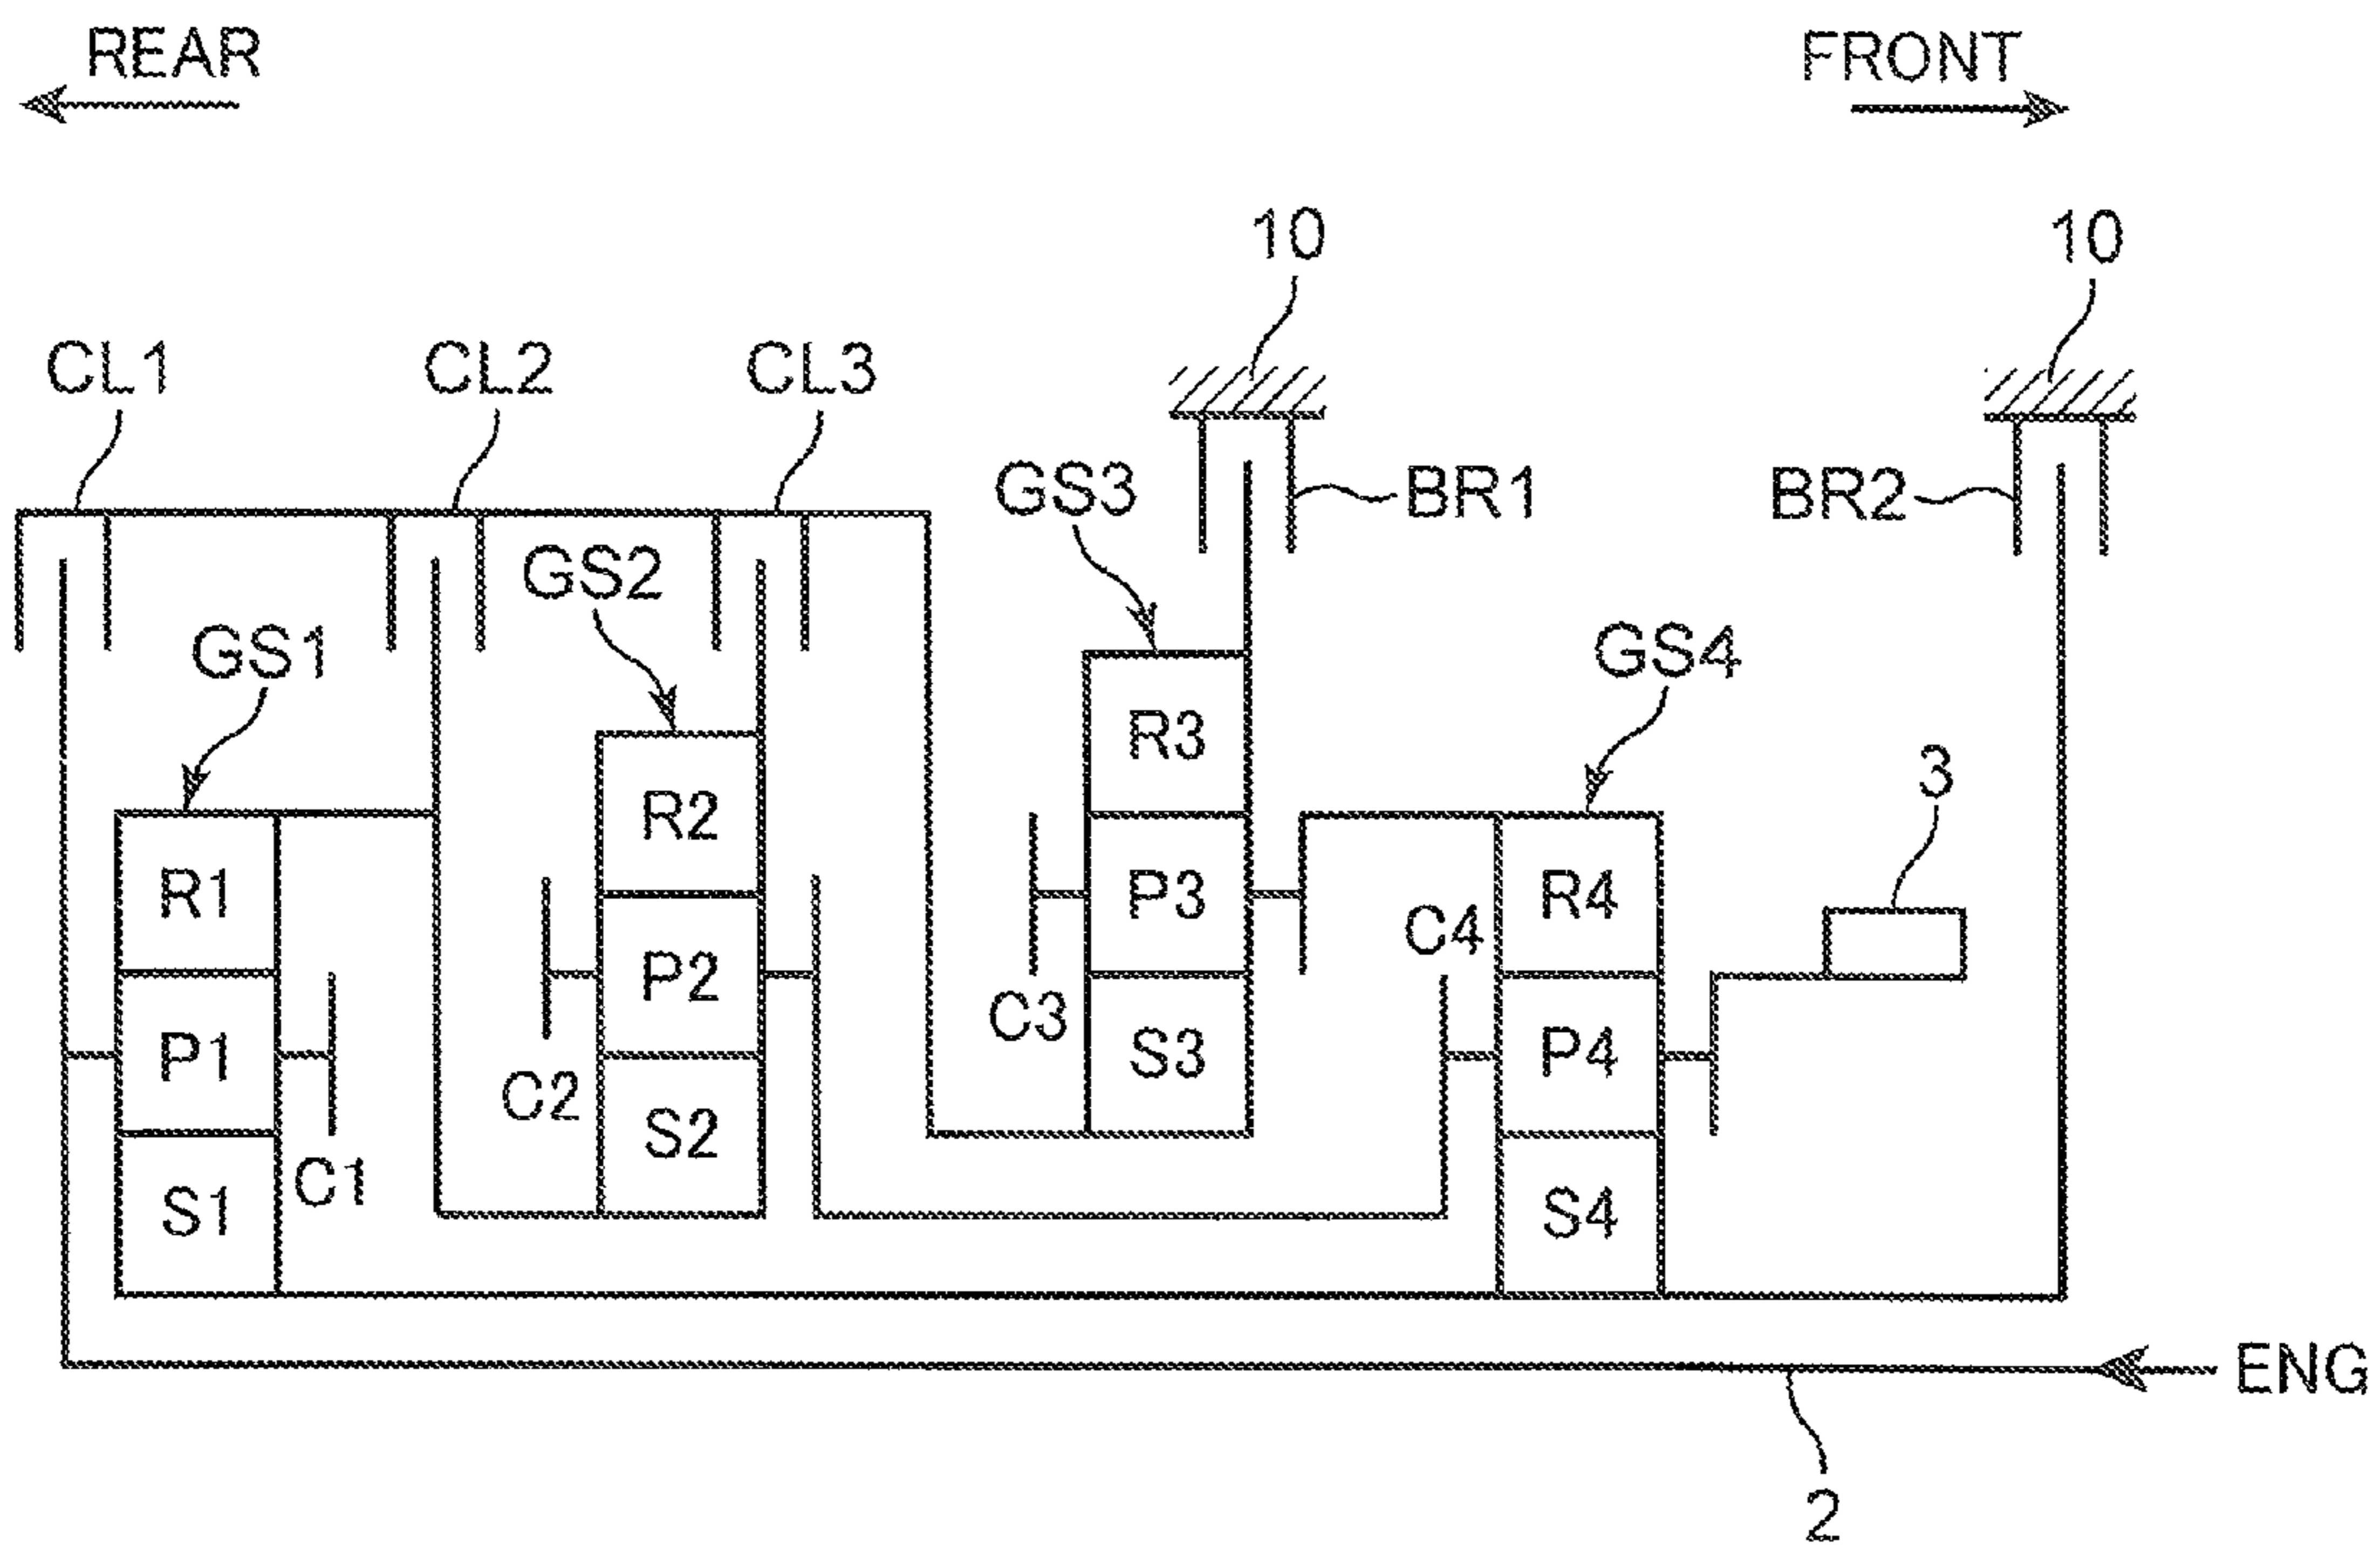 REAR
FRONT
10
10
CL1
CL2
CL3
GS3
BR1
BR2
GS2
GS1
GS4
R3
3
R2
R1
P3
R4
C4
P2
C3
S3
P1
P4
C2
S2
C1
S1
S4
ENG
2